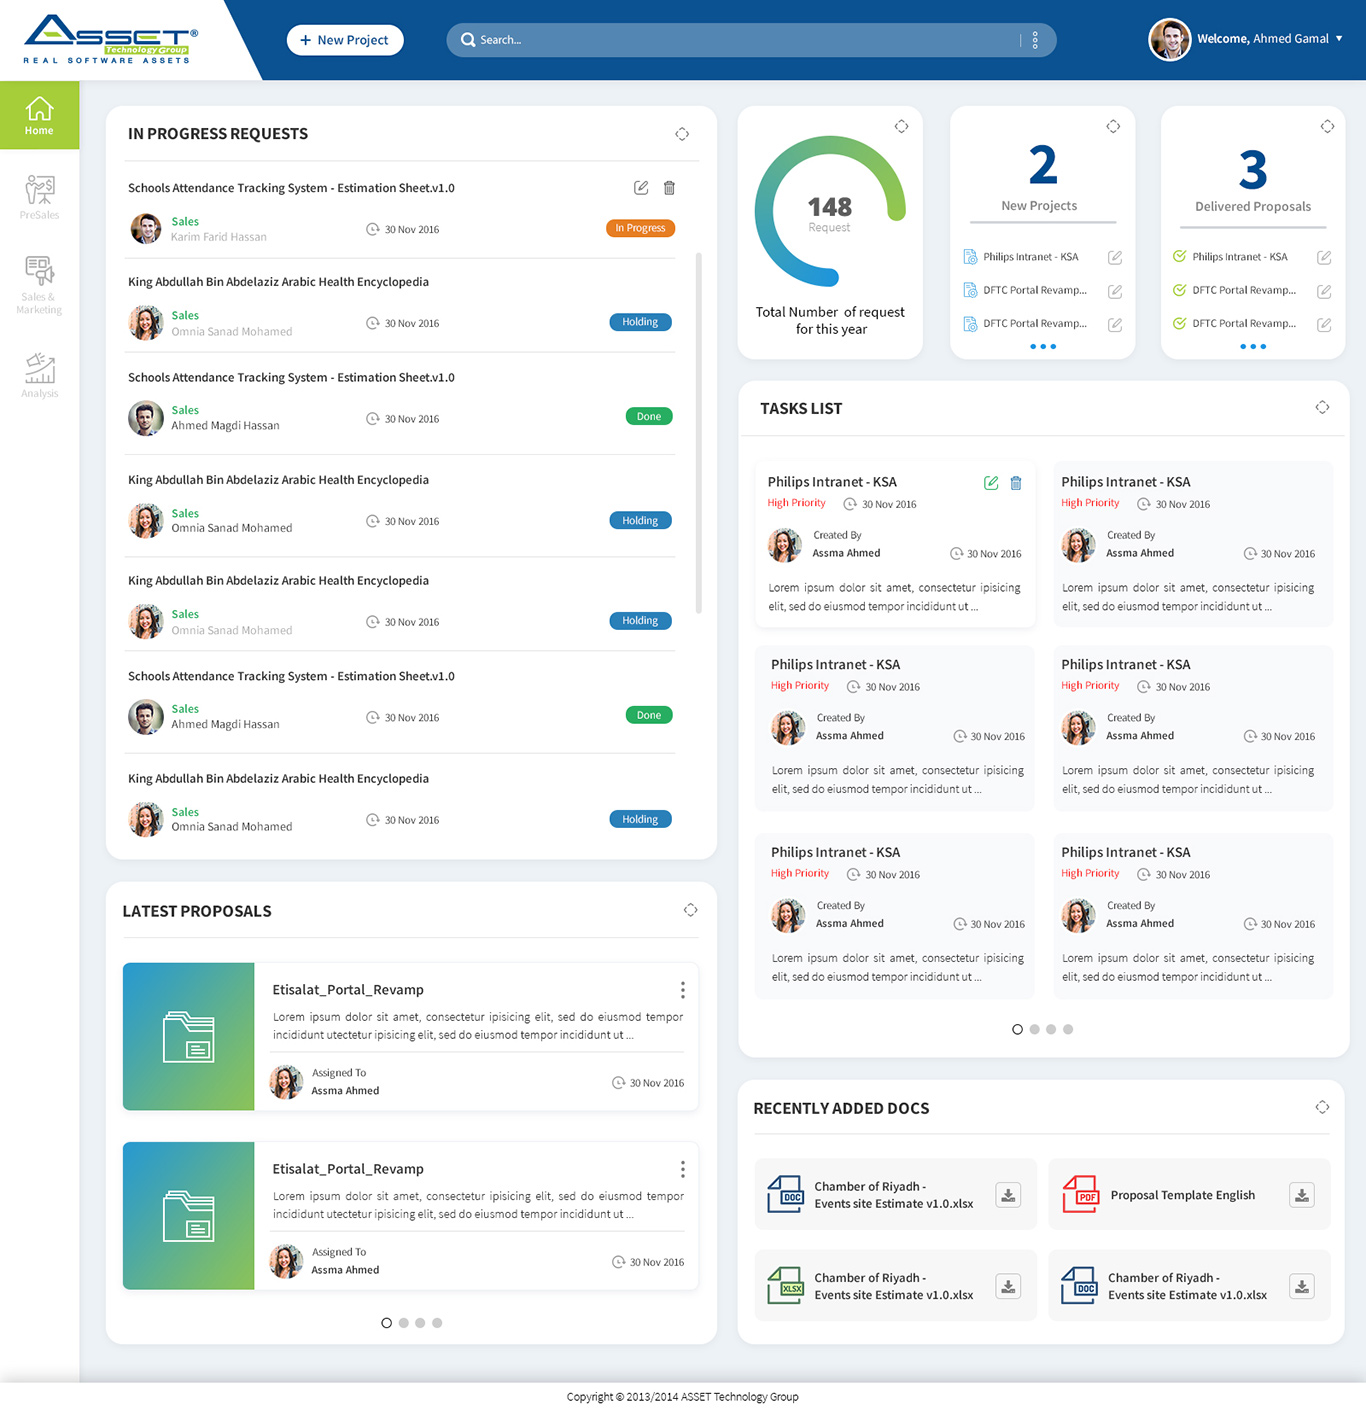 ASSET®
Technology Group
REAL SOFTWARE ASSETS
+ New Project
Search...
Welcome, Ahmed Gamal
Home
PreSales
Sales &
Marketing
Analysis
IN PROGRESS REQUESTS
Schools Attendance Tracking System - Estimation Sheet.v1.0
Sales
Karim Farid Hassan
30 Nov 2016
In Progress
King Abdullah Bin Abdelaziz Arabic Health Encyclopedia
Sales
Omnia Sanad Mohamed
30 Nov 2016
Holding
Schools Attendance Tracking System - Estimation Sheet.v1.0
Sales
Ahmed Magdi Hassan
30 Nov 2016
Done
King Abdullah Bin Abdelaziz Arabic Health Encyclopedia
Sales
Omnia Sanad Mohamed
30 Nov 2016
Holding
King Abdullah Bin Abdelaziz Arabic Health Encyclopedia
Sales
Omnia Sanad Mohamed
30 Nov 2016
Holding
Schools Attendance Tracking System - Estimation Sheet.v1.0
Sales
Ahmed Magdi Hassan
30 Nov 2016
Done
King Abdullah Bin Abdelaziz Arabic Health Encyclopedia
Sales
Omnia Sanad Mohamed
30 Nov 2016
Holding
148
Request
Total Number of request
for this year
2
New Projects
Philips Intranet - KSA
DFTC Portal Revamp...
DFTC Portal Revamp...
3
Delivered Proposals
Philips Intranet - KSA
DFTC Portal Revamp...
DFTC Portal Revamp...
TASKS LIST
Philips Intranet - KSA
High Priority
30 Nov 2016
Created By
Assma Ahmed
30 Nov 2016
Lorem ipsum dolor sit amet, consectetur ipisicing
elit, sed do eiusmod tempor incididunt ut ...
Philips Intranet - KSA
High Priority
30 Nov 2016
Created By
Assma Ahmed
30 Nov 2016
Lorem ipsum dolor sit amet, consectetur ipisicing
elit, sed do eiusmod tempor incididunt ut ...
Philips Intranet - KSA
High Priority
30 Nov 2016
Created By
Assma Ahmed
30 Nov 2016
Lorem ipsum dolor sit amet, consectetur ipisicing
elit, sed do eiusmod tempor incididunt ut ...
Philips Intranet - KSA
High Priority
30 Nov 2016
Created By
Assma Ahmed
30 Nov 2016
Lorem ipsum dolor sit amet, consectetur ipisicing
elit, sed do eiusmod tempor incididunt ut ...
Philips Intranet - KSA
High Priority
30 Nov 2016
Created By
Assma Ahmed
30 Nov 2016
Lorem ipsum dolor sit amet, consectetur ipisicing
elit, sed do eiusmod tempor incididunt ut ...
Philips Intranet - KSA
High Priority
30 Nov 2016
Created By
Assma Ahmed
30 Nov 2016
Lorem ipsum dolor sit amet, consectetur ipisicing
elit, sed do eiusmod tempor incididunt ut ...
LATEST PROPOSALS
Etisalat_Portal_Revamp
Lorem ipsum dolor sit amet, consectetur ipisicing elit, sed do eiusmod tempor
incididunt utectetur ipisicing elit, sed do eiusmod tempor incididunt ut ...
Assigned To
Assma Ahmed
30 Nov 2016
Etisalat_Portal_Revamp
Lorem ipsum dolor sit amet, consectetur ipisicing elit, sed do eiusmod tempor
incididunt utectetur ipisicing elit, sed do eiusmod tempor incididunt ut ...
Assigned To
Assma Ahmed
30 Nov 2016
RECENTLY ADDED DOCS
DOC
Chamber of Riyadh -
Events site Estimate v1.0.xlsx
PDF
Proposal Template English
XLSX
Chamber of Riyadh -
Events site Estimate v1.0.xlsx
DOC
Chamber of Riyadh -
Events site Estimate v1.0.xlsx
Copyright © 2013/2014 ASSET Technology Group